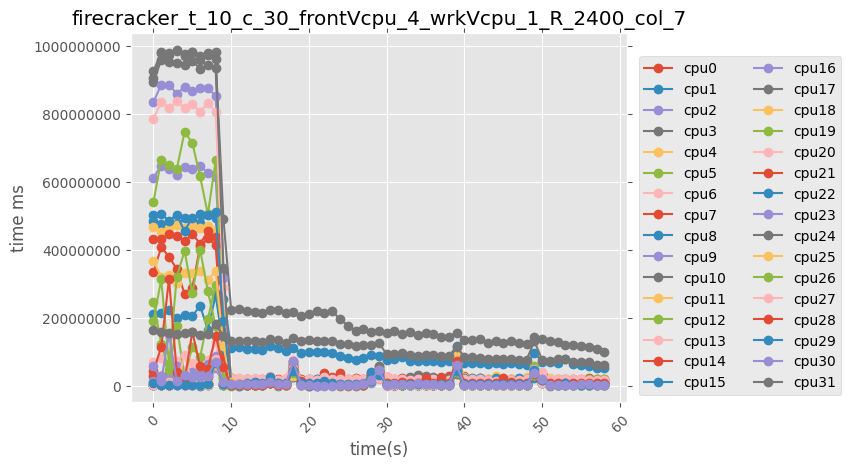 firecracker_t_10_c_30_frontVcpu_4_wrkVcpu_1_R_2400_col_7
1000000000
800000000
600000000
400000000
200000000
0
time ms
0
10
20
30
40
50
60
time(s)
cpu0
cpu1
cpu2
cpu3
cpu4
cpu5
cpu6
cpu7
cpu8
cpu9
cpu10
cpu11
cpu12
cpu13
cpu14
cpu15
cpu16
cpu17
cpu18
cpu19
cpu20
cpu21
cpu22
cpu23
cpu24
cpu25
cpu26
cpu27
cpu28
cpu29
cpu30
cpu31